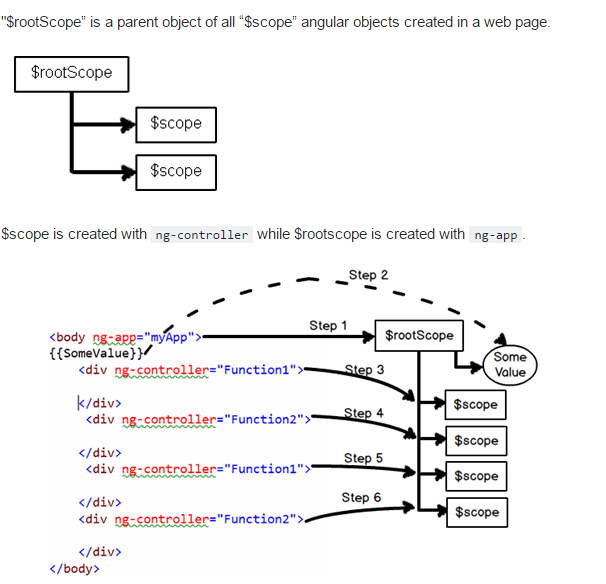 "$rootScope” is a parent object of all “$scope” angular objects created in a web page.
$rootScope
$scope
$scope
$scope is created with ng-controller while $rootscope is created with ng-app .
Step 2
Step 1
<body ng-app="myApp">
$rootScope
{{SomeValue}}
Some
Value
<div ng-controller="Function1">
Step 3
</div>
$scope
<div ng-controller="Function2">
Step 4
$scope
</div>
Step 5
<div ng-controller="Function1">
$scope
</div>
Step 6
<div ng-controller="Function2">
$scope
</div>
</body>